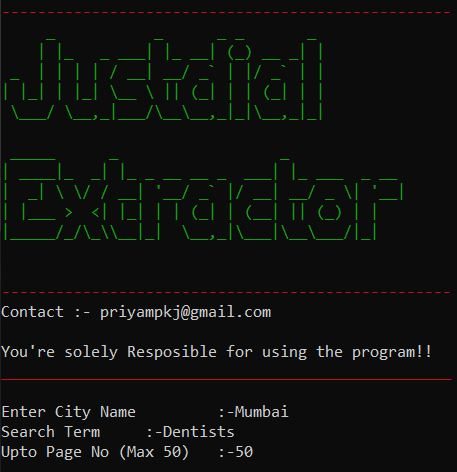 Justdial
Extractor
Contact :- priyampkj@gmail.com
You're solely Resposible for using the program!!
Enter City Name :-Mumbai
Search Term :-Dentists
Upto Page No (Max 50) :-50